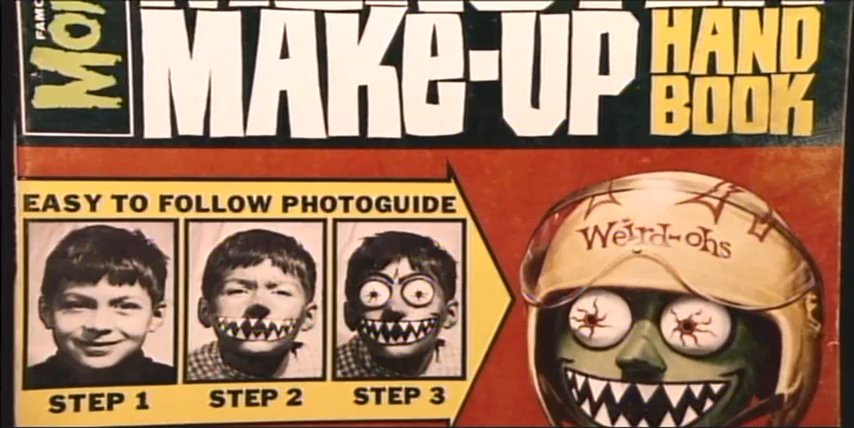 MAKe-UP
HAND
BOOK
EASY TO FOLLOW PHOTOGUIDE
Weird-ohs
STEP 1
STEP 2
STEP 3